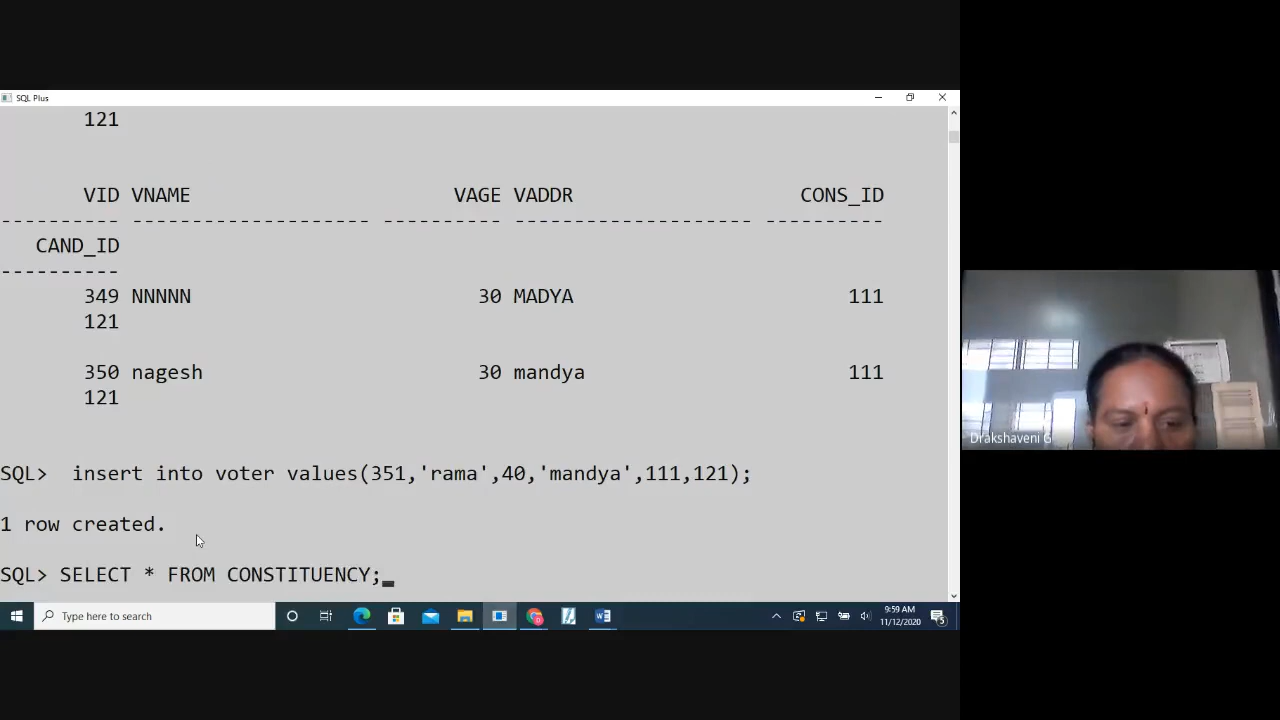 SQL Plus
121
VID VNAME VAGE VADDR CONS_ID
---------- -------------------- ---------- -------------------- ----------
CAND_ID
----------
349 NNNNN 30 MADYA 111
121
350 nagesh 30 mandya 111
121
SQL>  insert into voter values(351,'rama',40,'mandya',111,121);
1 row created.
SQL> SELECT * FROM CONSTITUENCY;
Type here to search
9:59 AM
11/12/2020
5
Drakshaveni G